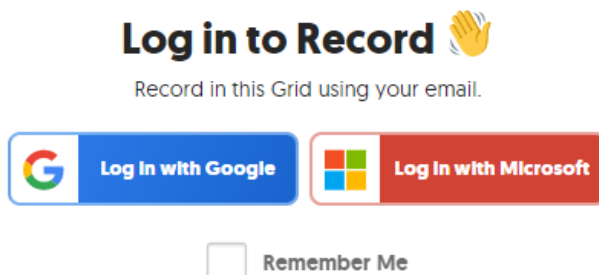 Log in to Record 👋
Record in this Grid using your email.
Log In with Google
Log In with Microsoft
Remember Me